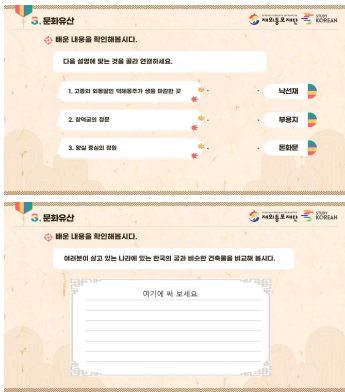 3. 문화유산
재외동포재단
STUDY KOREAN
배운 내용을 확인해봅시다.
다음 설명에 맞는 것을 골라 연결하세요.
1. 고종의 외동딸인 덕혜옹주가 생을 마감한 곳
낙선재
2. 창덕궁의 정문
부용지
3. 왕실 중심의 정원
돈화문
3. 문화유산
재외동포재단
STUDY KOREAN
배운 내용을 확인해봅시다.
여러분이 살고 있는 나라에 있는 한국의 궁과 비슷한 건축물을 비교해 봅시다.
여기에 써 보세요.